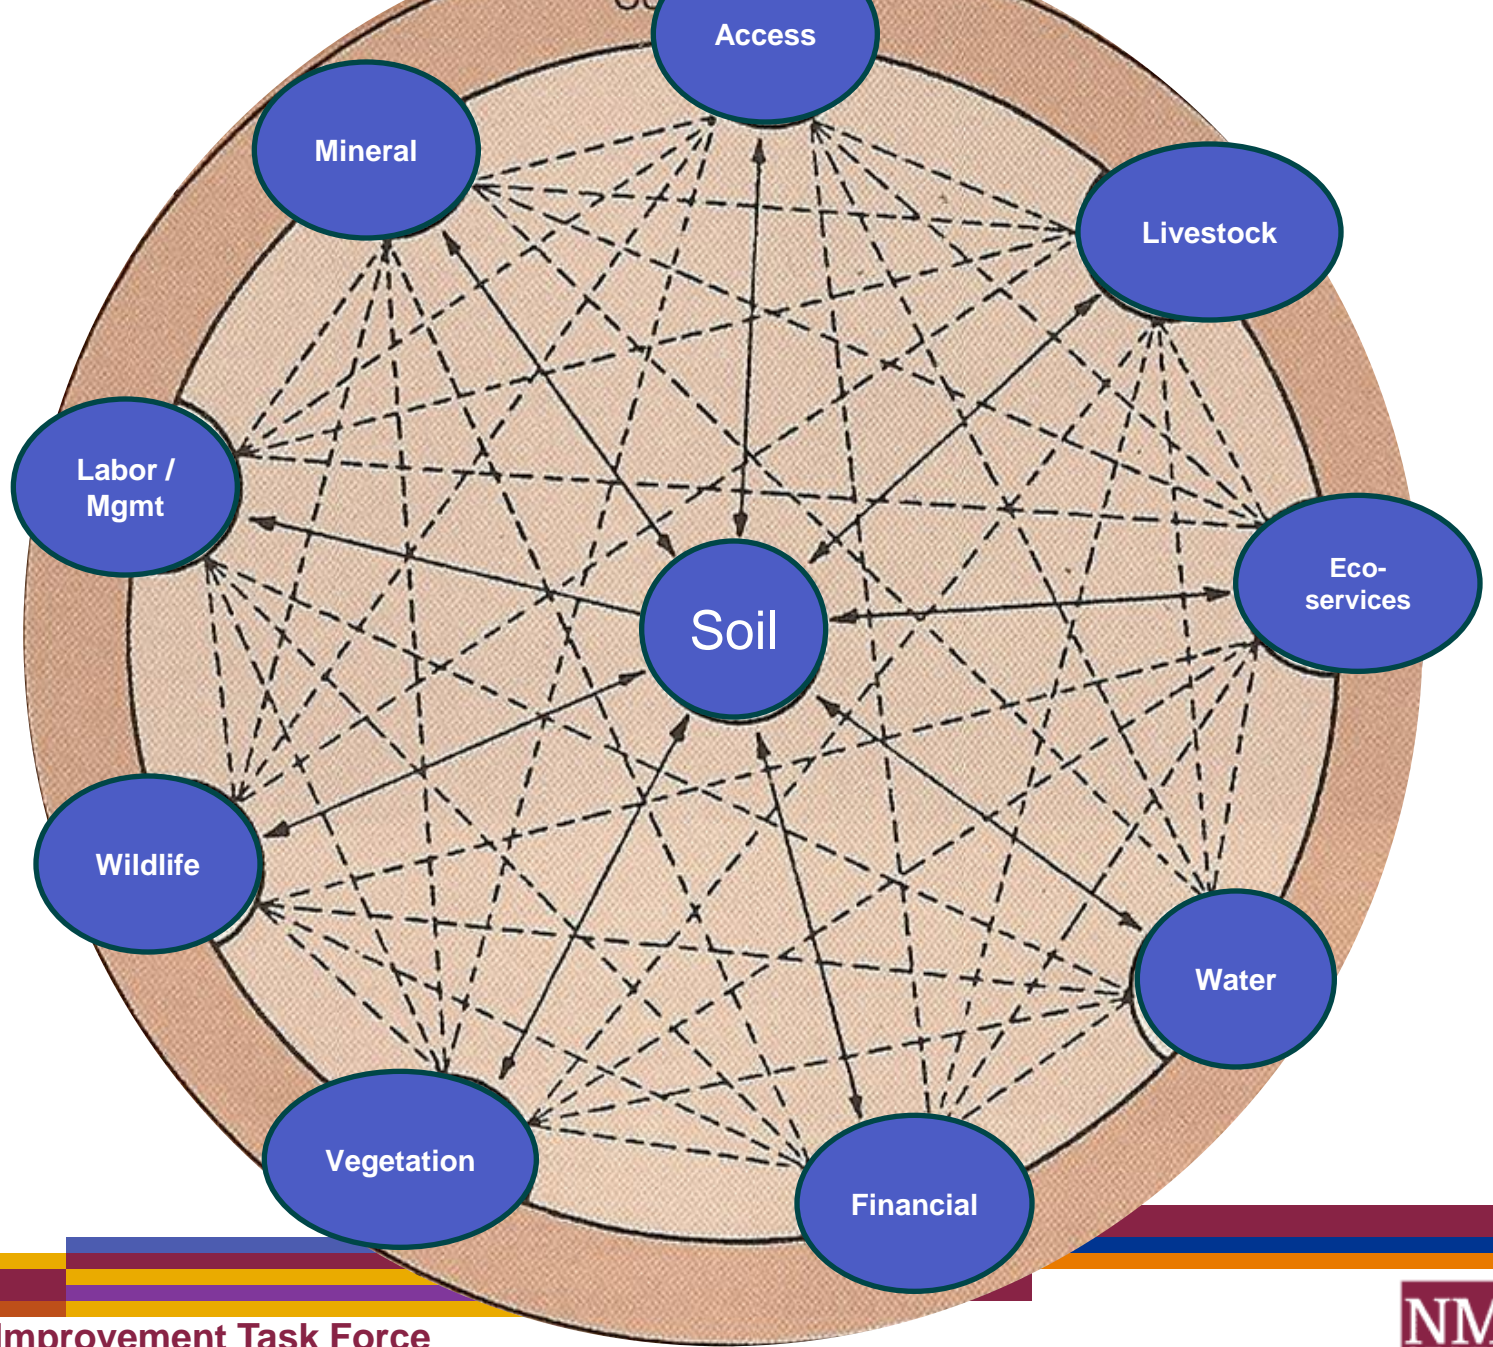 Access
Mineral
Livestock
Labor /
Mgmt
Eco-
services
Soil
Wildlife
Water
Vegetation
Financial
Improvement Task Force
NM